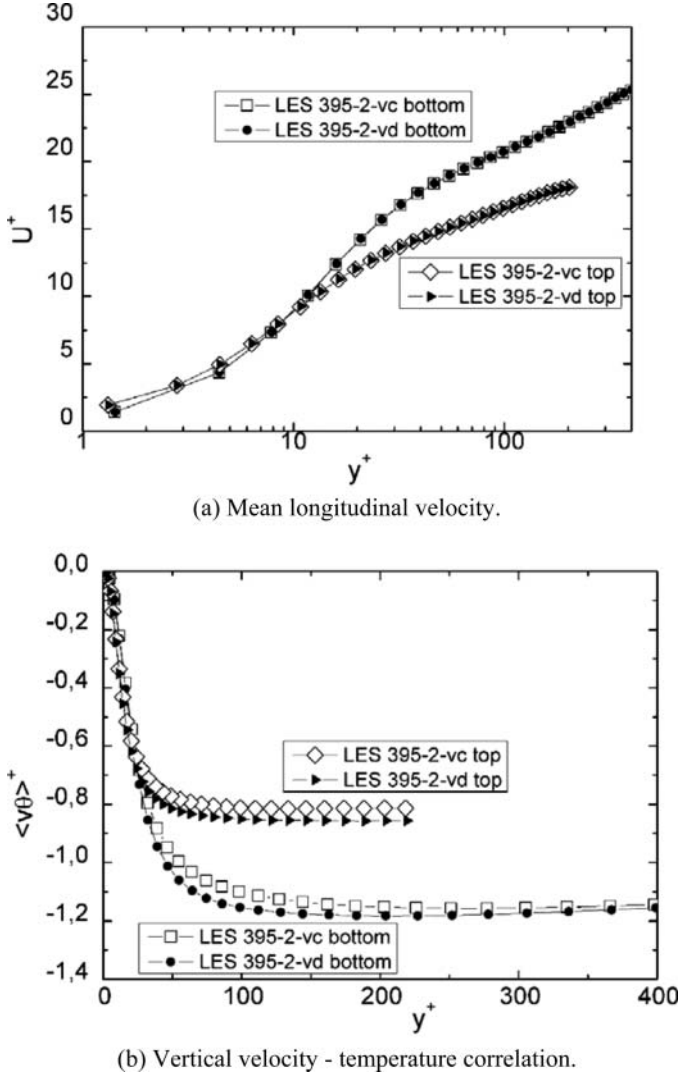 U+
30
25
20
15
10
5
0
LES 395-2-vc bottom
LES 395-2-vd bottom
LES 395-2-vc top
LES 395-2-vd top
1
10
100
y+
(a) Mean longitudinal velocity.
<vθ>+
0,0
-0,2
-0,4
-0,6
-0,8
-1,0
-1,2
-1,4
LES 395-2-vc top
LES 395-2-vd top
LES 395-2-vc bottom
LES 395-2-vd bottom
0
100
200
300
400
y+
(b) Vertical velocity - temperature correlation.